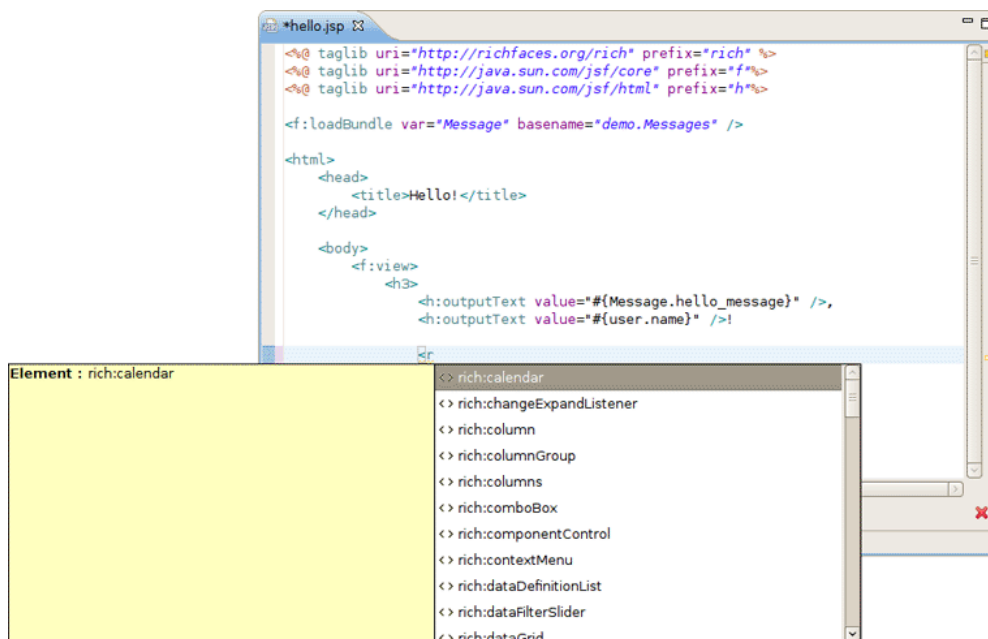 *hello.jsp
<%@ taglib uri="http://richfaces.org/rich" prefix="rich" %>
<%@ taglib uri="http://java.sun.com/jsf/core" prefix="f"%>
<%@ taglib uri="http://java.sun.com/jsf/html" prefix="h"%>
<f:loadBundle var="Message" basename="demo.Messages" />
<html>
<head>
<title>Hello!</title>
</head>
<body>
<f:view>
<h3>
<h:outputText value="#{Message.hello_message}" />,
<h:outputText value="#{user.name}" />!
<r
Element : rich:calendar
<> rich:calendar
<> rich:changeExpandListener
<> rich:column
<> rich:columnGroup
<> rich:columns
<> rich:comboBox
<> rich:componentControl
<> rich:contextMenu
<> rich:dataDefinitionList
<> rich:dataFilterSlider
<> rich:dataGrid